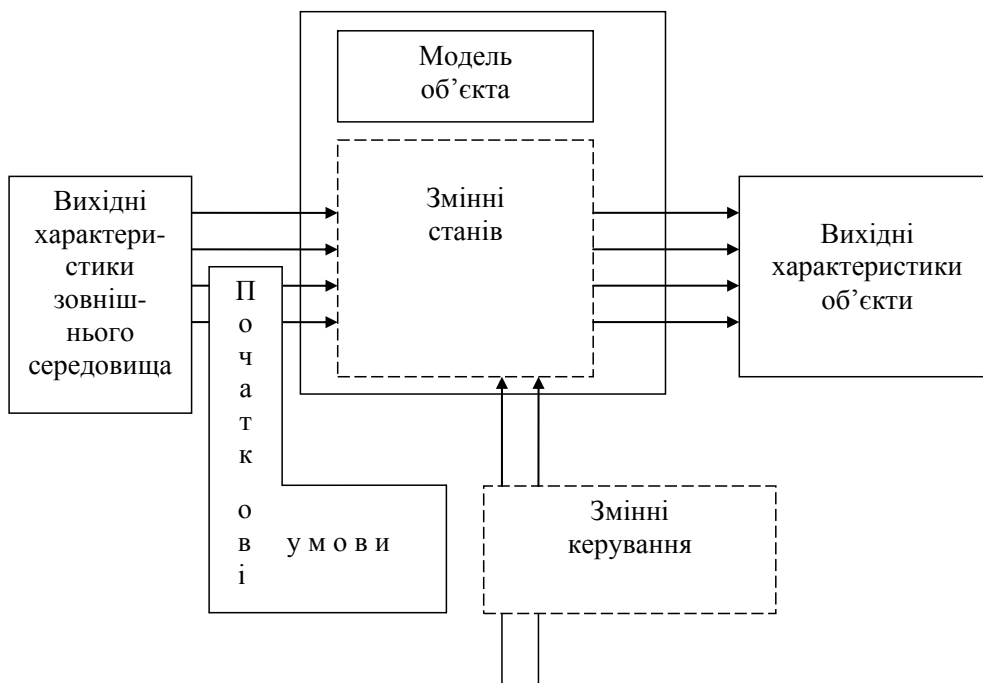 Модель
об’єкта
Вихідні
характери-
стики
зовніш-
нього
середовища
Змінні
станів
Вихідні
характеристики
об’єкти
П
о
ч
а
т
к
о
в
і
у м о в и
Змінні
керування